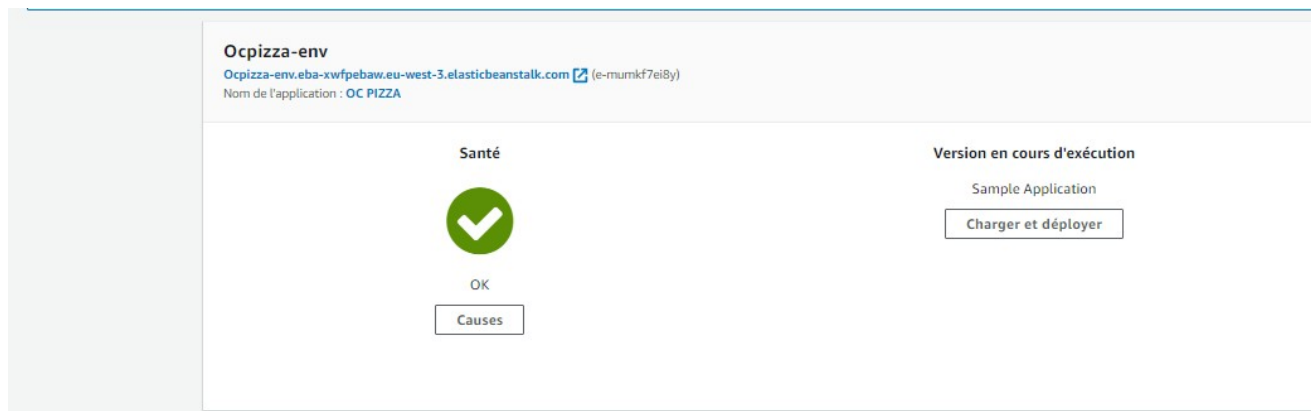 Ocpizza-env
Ocpizza-env.eba-xwfpebaw.eu-west-3.elasticbeanstalk.com (e-mumkf7ei8y)
Nom de l'application : OC PIZZA
Santé
OK
Causes
Version en cours d'exécution
Sample Application
Charger et déployer